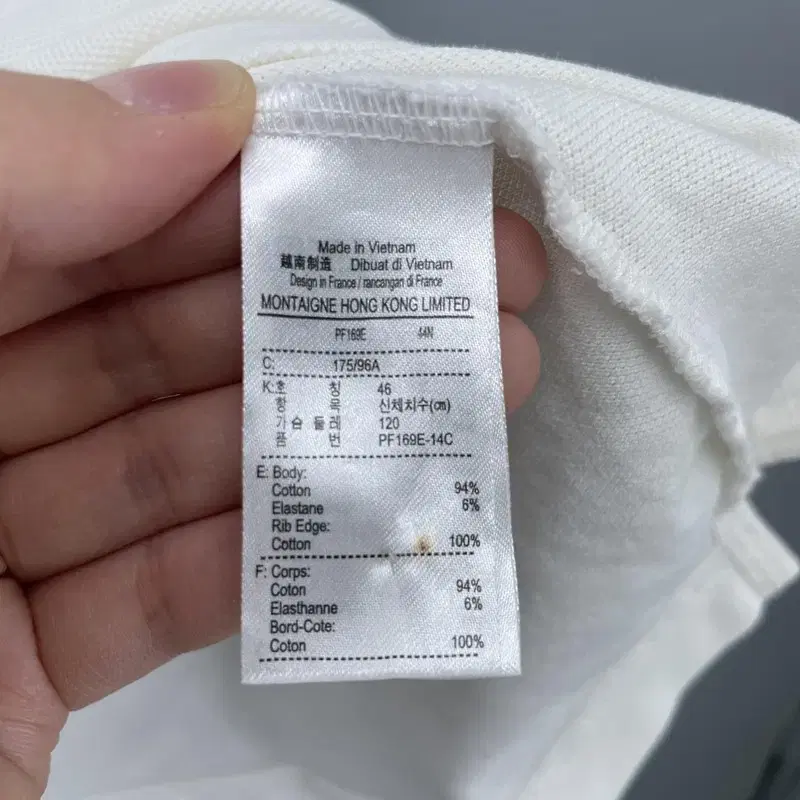 Made in Vietnam
越南制造 Dibuat di Vietnam
Design in France / rancangan di France
MONTAIGNE HONG KONG LIMITED
PF169E 44N
C: 175/96A
K:호 칭 46
항 목 신체치수(㎝)
가 슴 둘 레 120
품 번 PF169E-14C
E: Body:
Cotton 94%
Elastane 6%
Rib Edge:
Cotton 100%
F: Corps:
Coton 94%
Elasthanne 6%
Bord-Cote:
Coton 100%